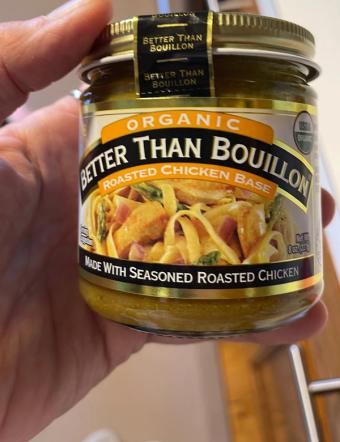 BETTER THAN
BOUILLON
BETTER THAN
BOUILLON
ORGANIC
BETTER THAN BOUILLON
ROASTED CHICKEN BASE
MADE WITH SEASONED ROASTED CHICKEN